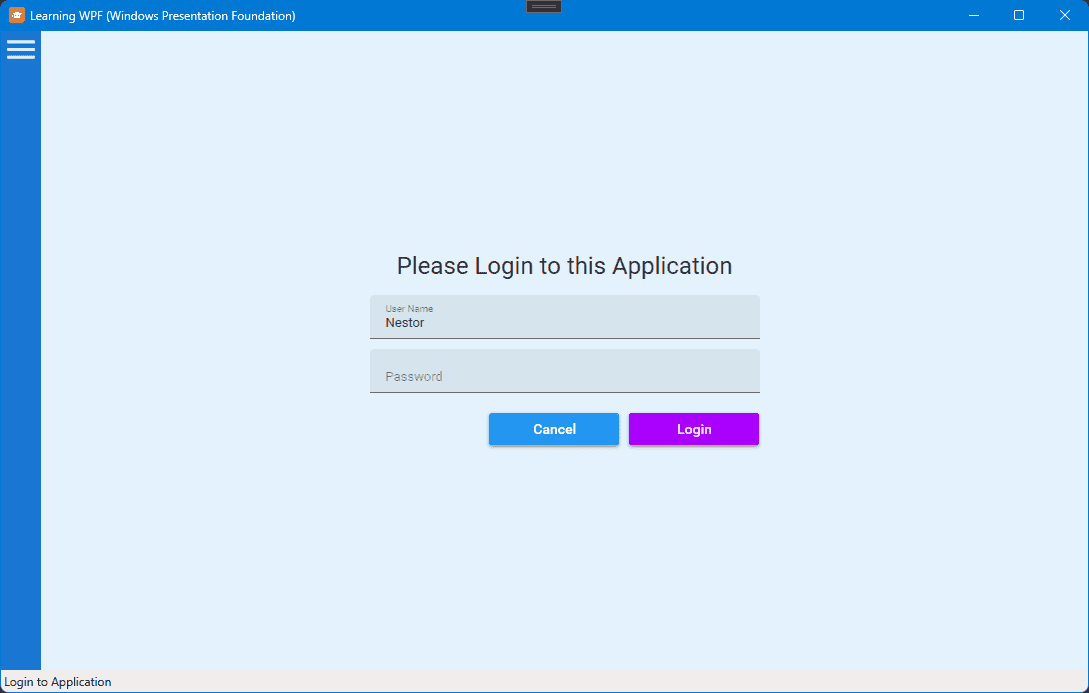 Learning WPF (Windows Presentation Foundation)
Please Login to this Application
User Name
Nestor
Password
Cancel
Login
Login to Application